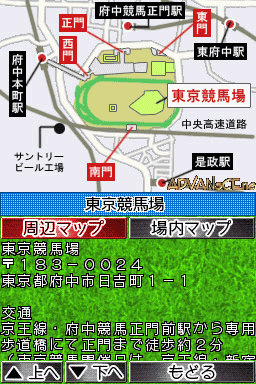 府中競馬正門駅
正門
東門
西門
東府中駅
府中本町駅
東京競馬場
中央高速道路
サントリー
ビール工場
南門
是政駅
ADVANsCE.net
東京競馬場
周辺マップ
場内マップ
東京競馬場
〒183-0024
東京都府中市日吉町1-1
交通
京王線・府中競馬正門前駅から専用
歩道橋にて正門まで徒歩約2分
▲上へ
▼下へ
もどる